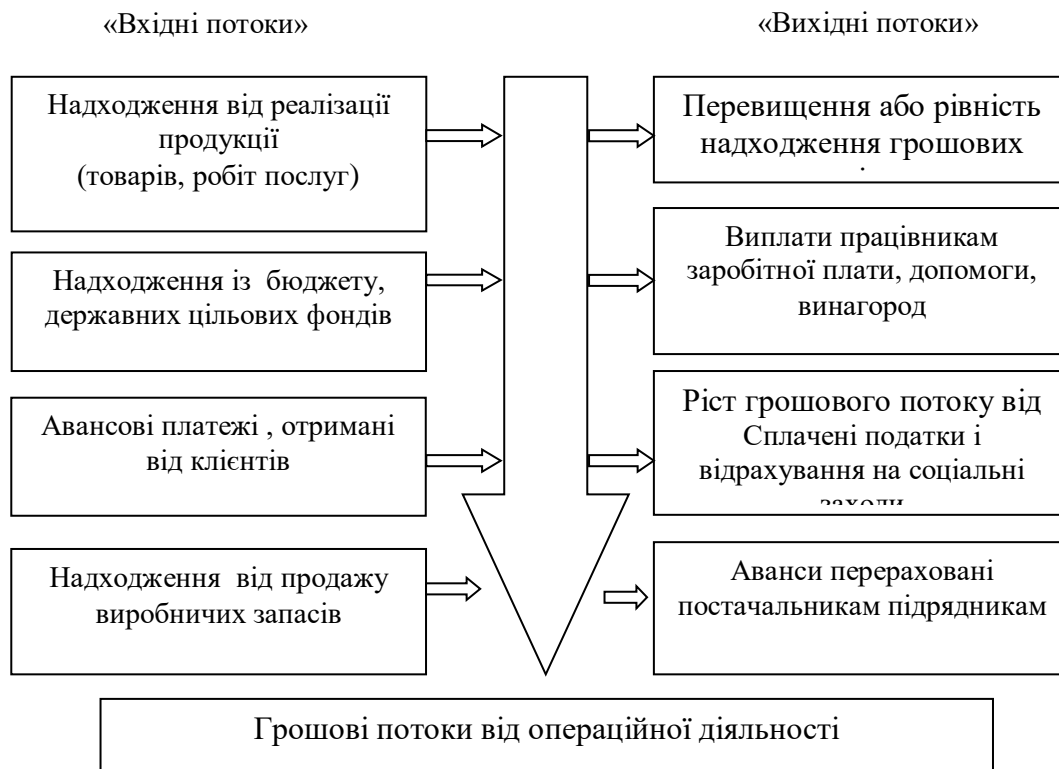 «Вхідні потоки»
«Вихідні потоки»
Надходження від реалізації
продукції
(товарів, робіт послуг)
Перевищення або рівність
надходження грошових
Надходження із бюджету,
державних цільових фондів
Виплати працівникам
заробітної плати, допомоги,
винагород
Авансові платежі , отримані
від клієнтів
Ріст грошового потоку від
Сплачені податки і
відрахування на соціальні
заходи
Надходження від продажу
виробничих запасів
Аванси перераховані
постачальникам підрядникам
Грошові потоки від операційної діяльності